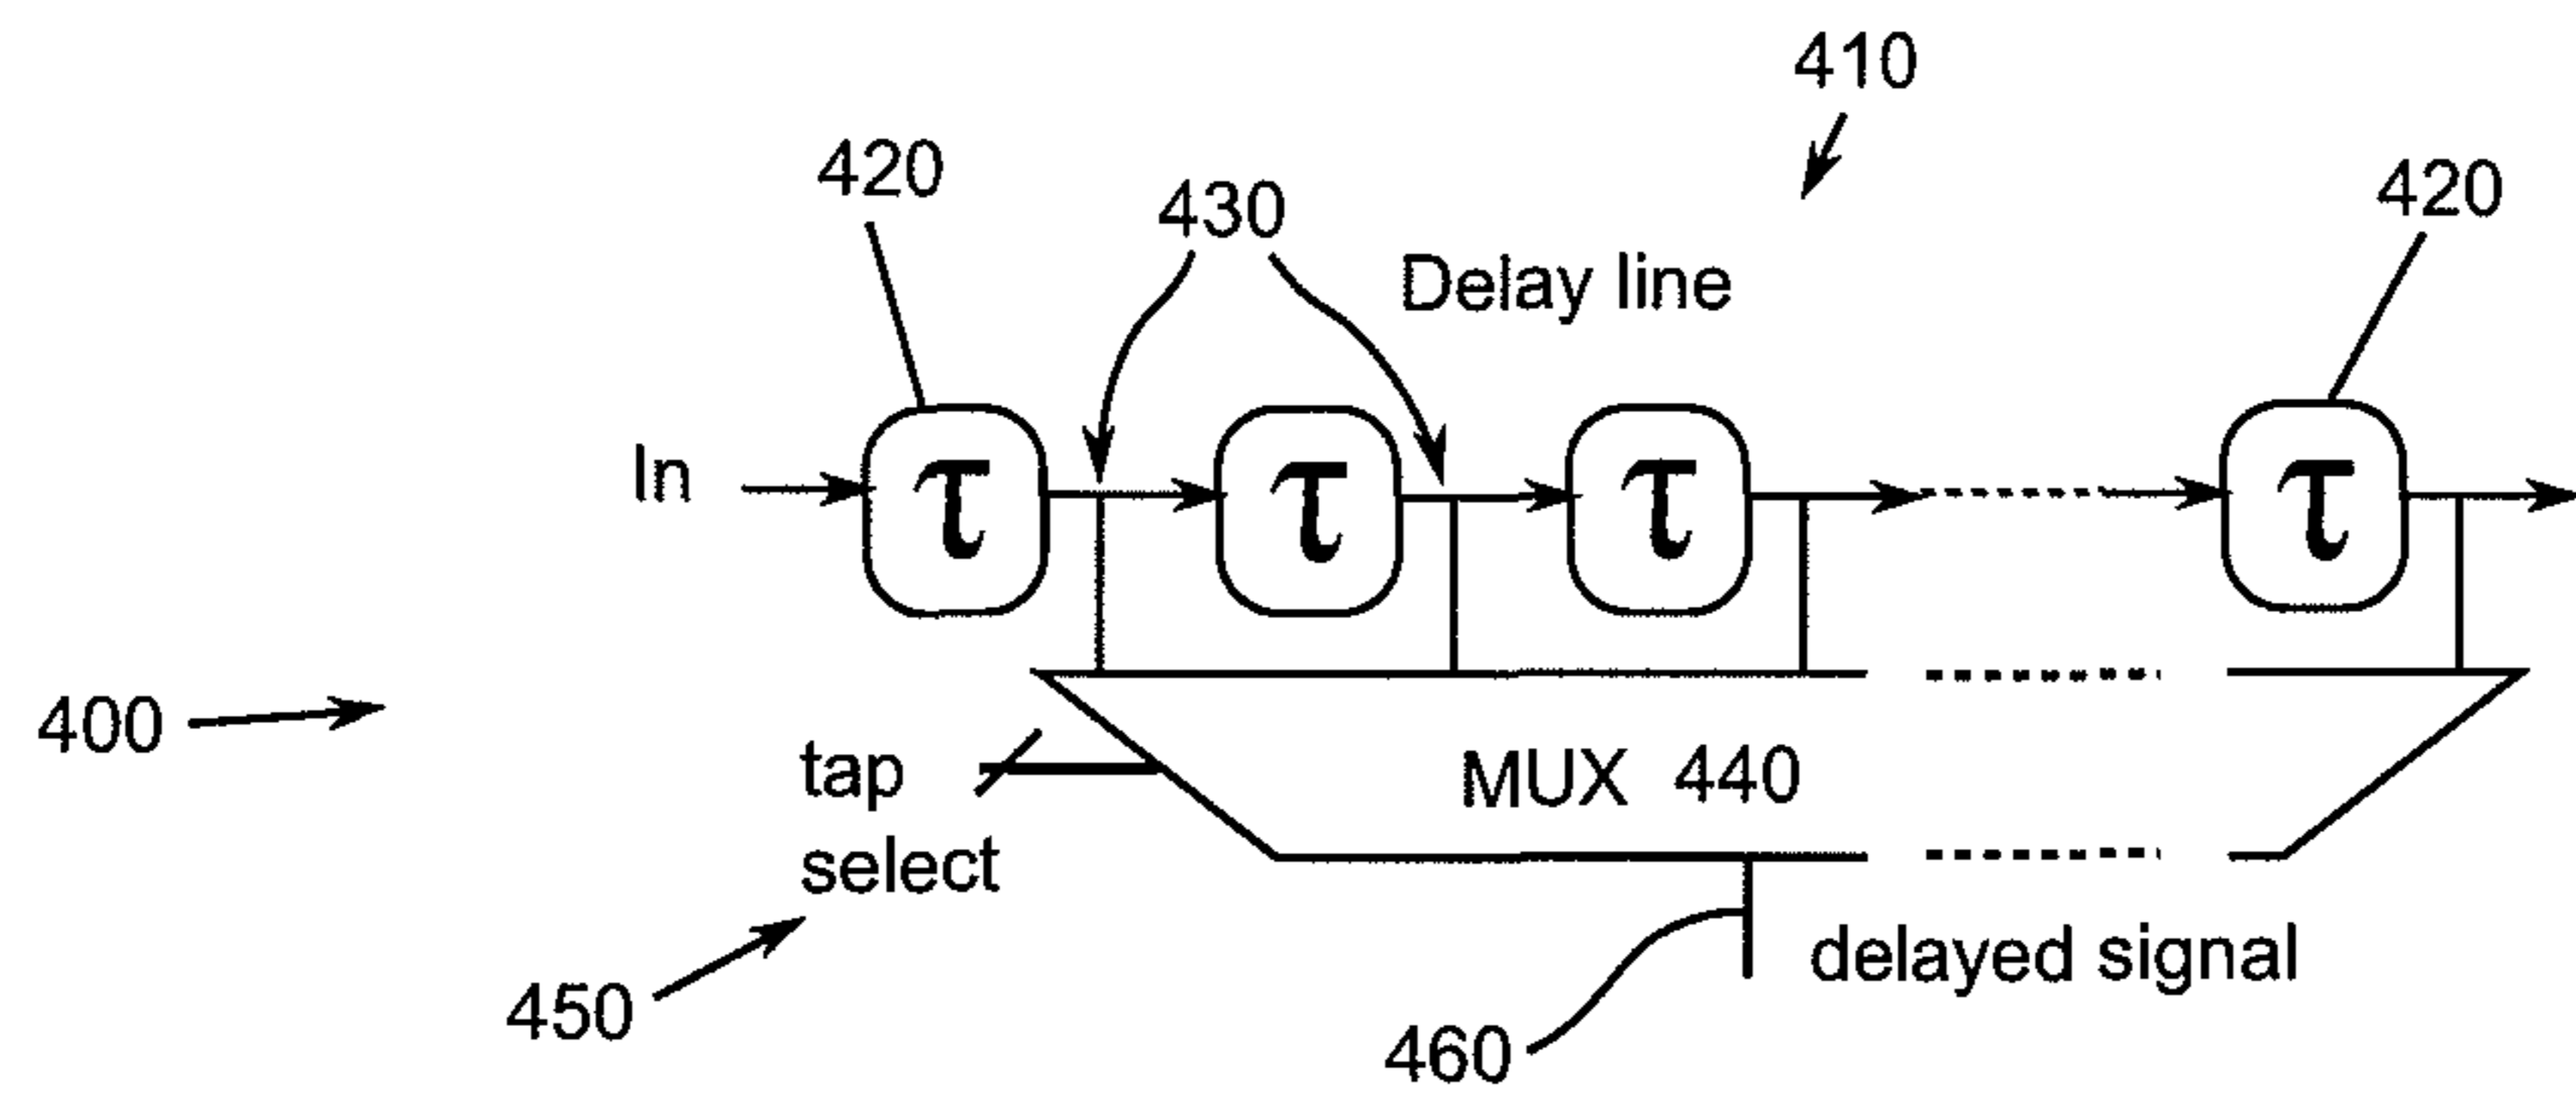 410
420
430
420
Delay line
In
τ τ τ τ
400
tap
select
MUX 440
450
delayed signal
460